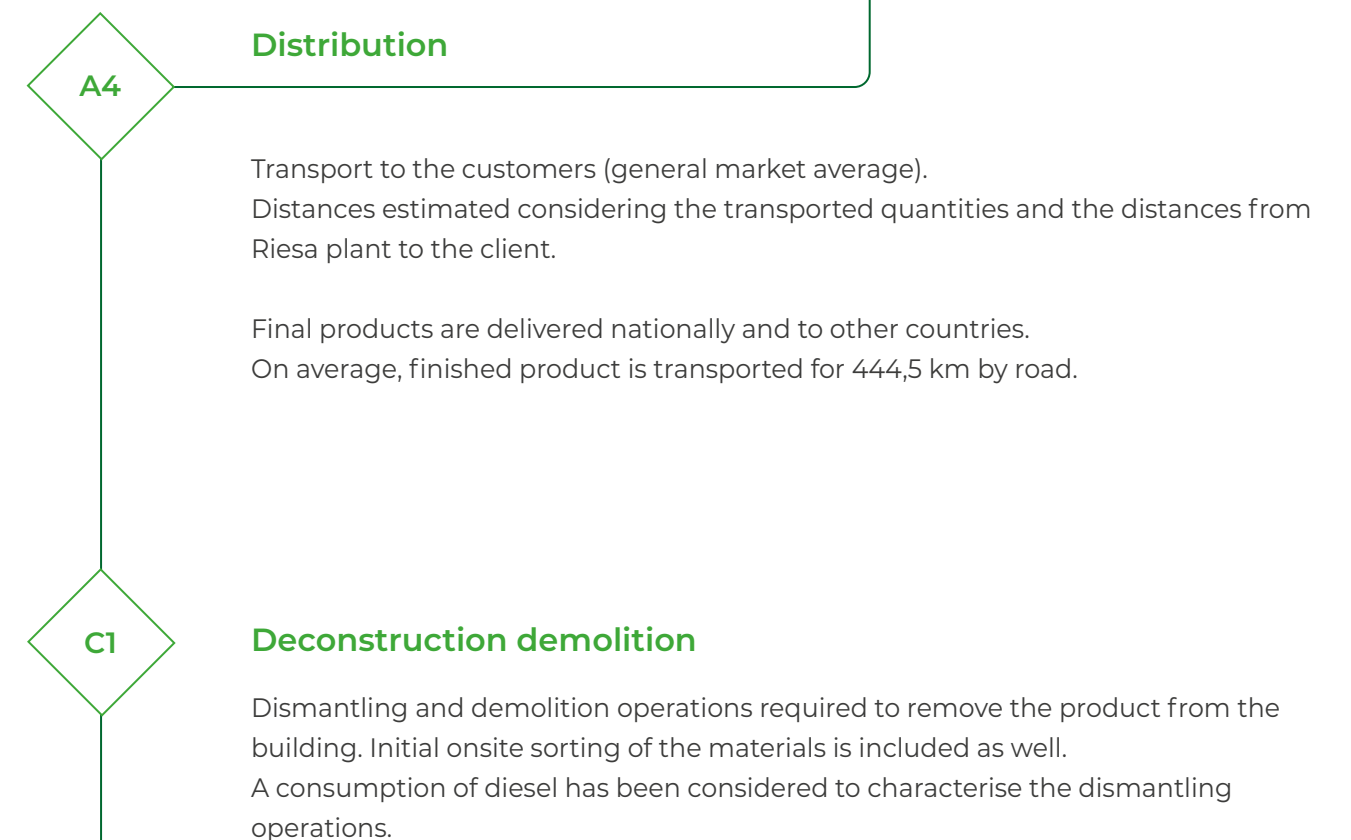 Distribution
A4
Transport to the customers (general market average).
Distances estimated considering the transported quantities and the distances from
Riesa plant to the client.
Final products are delivered nationally and to other countries.
On average, finished product is transported for 444,5 km by road.
C1
Deconstruction demolition
Dismantling and demolition operations required to remove the product from the
building. Initial onsite sorting of the materials is included as well.
A consumption of diesel has been considered to characterise the dismantling
operations.